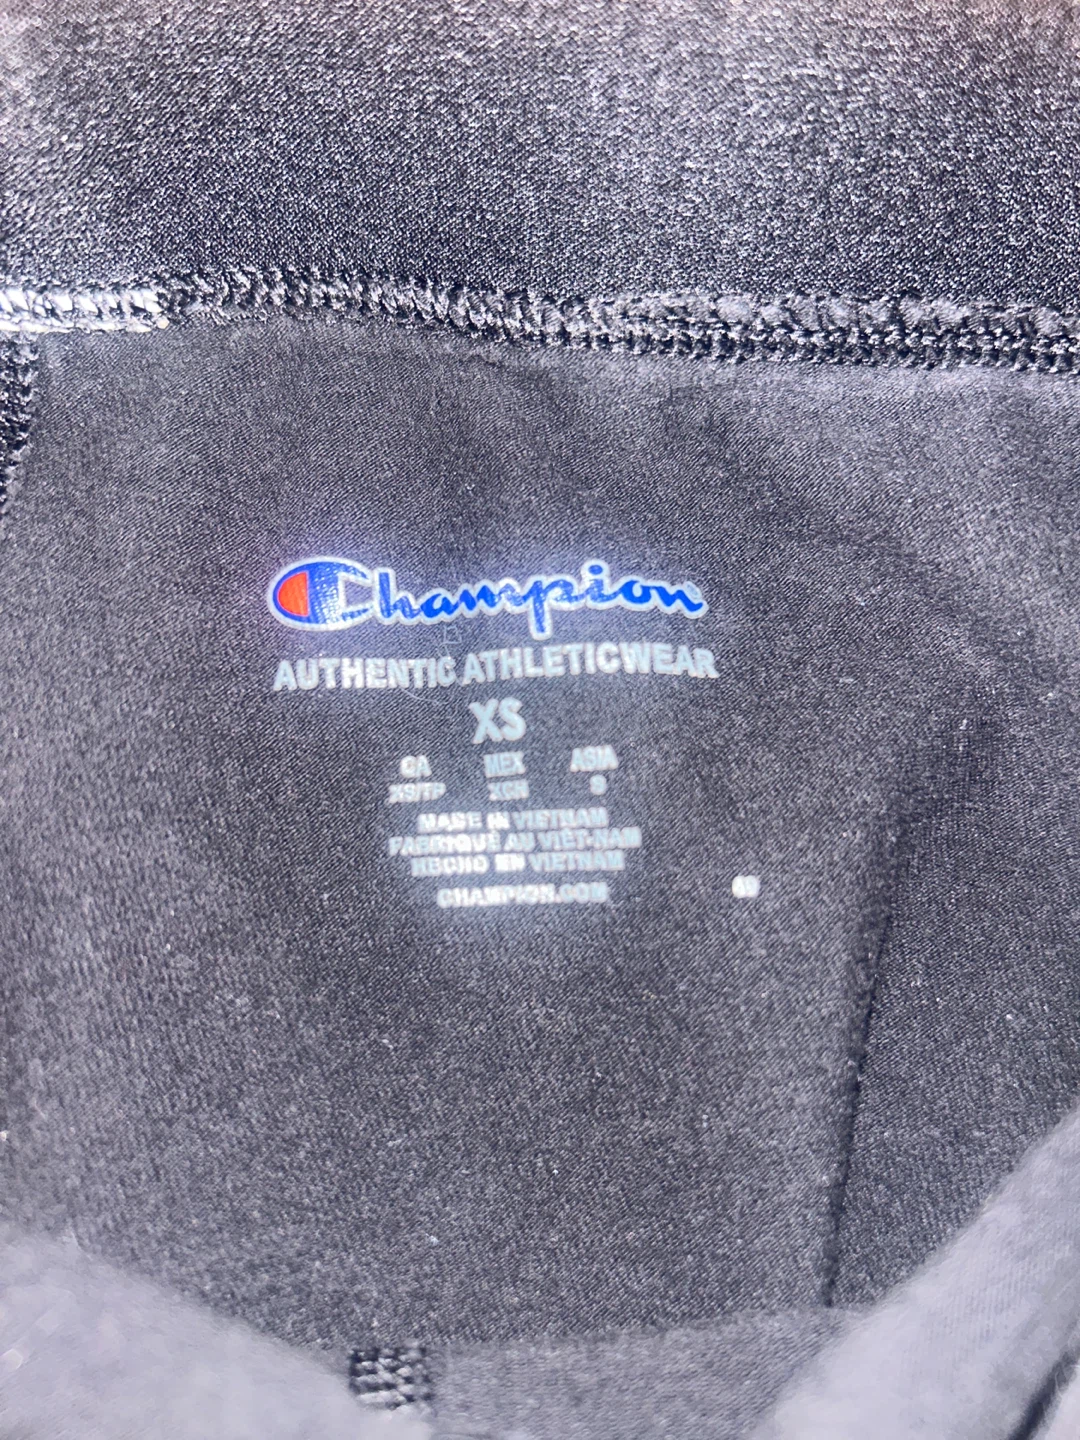 Champion
AUTHENTIC ATHLETICWEAR
XS
CA MEX ASIA
XS/TP XCH S
MADE IN VIETNAM
FABRIQUÉ AU VIÊT-NAM
HECHO EN VIETNAM
CHAMPION.COM